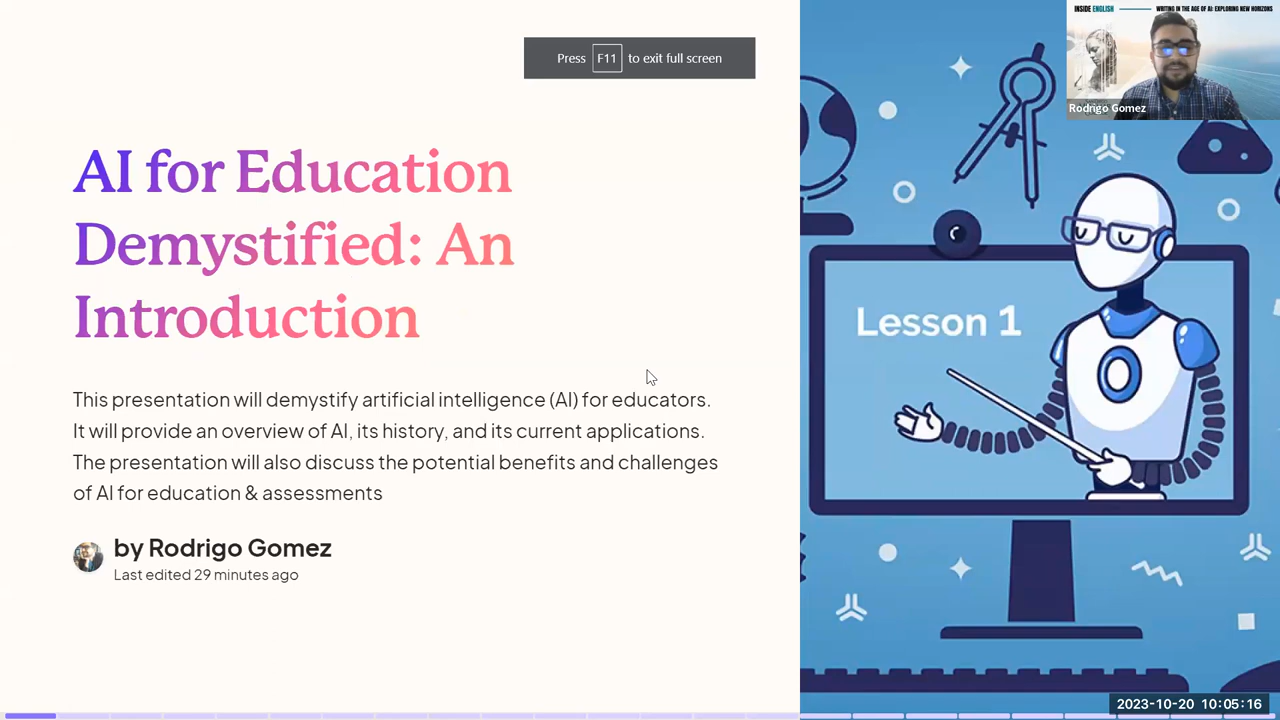 Press F11 to exit full screen
INSIDE ENGLISH WRITING IN THE AGE OF AI: EXPLORING NEW HORIZONS
Rodrigo Gomez
AI for Education
Demystified: An
Introduction
Lesson 1
This presentation will demystify artificial intelligence (AI) for educators.
It will provide an overview of AI, its history, and its current applications.
The presentation will also discuss the potential benefits and challenges
of AI for education & assessments
by Rodrigo Gomez
Last edited 29 minutes ago
2023-10-20 10:05:16